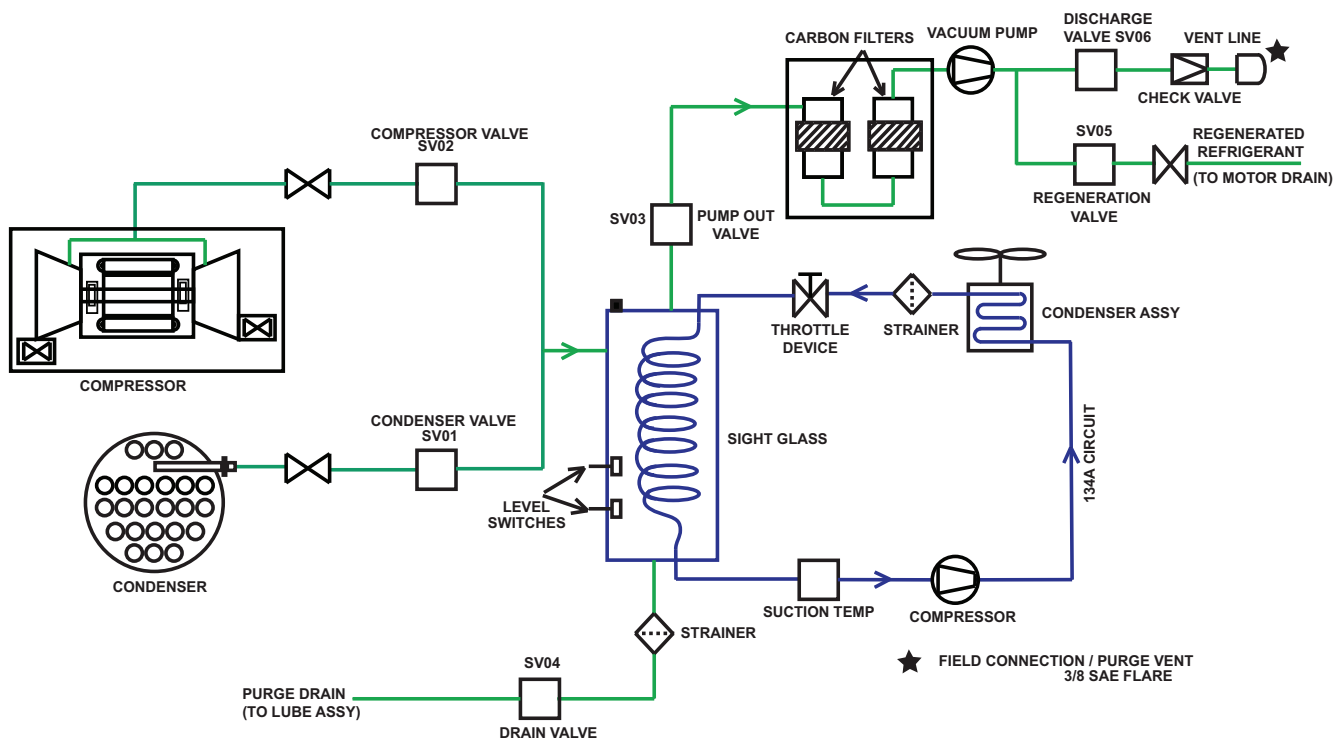 DISCHARGE
VALVE SV06
VENT LINE
VACUUM PUMP
CARBON FILTERS
CHECK VALVE
COMPRESSOR VALVE
SV02
SV05
REGENERATED
REFRIGERANT
(TO MOTOR DRAIN)
REGENERATION
VALVE
SV03
PUMP OUT
VALVE
CONDENSER ASSY
THROTTLE
DEVICE
STRAINER
COMPRESSOR
CONDENSER VALVE
SV01
SIGHT GLASS
134A CIRCUIT
LEVEL
SWITCHES
CONDENSER
SUCTION TEMP
COMPRESSOR
STRAINER
SV04
FIELD CONNECTION / PURGE VENT
3/8 SAE FLARE
PURGE DRAIN
(TO LUBE ASSY)
DRAIN VALVE